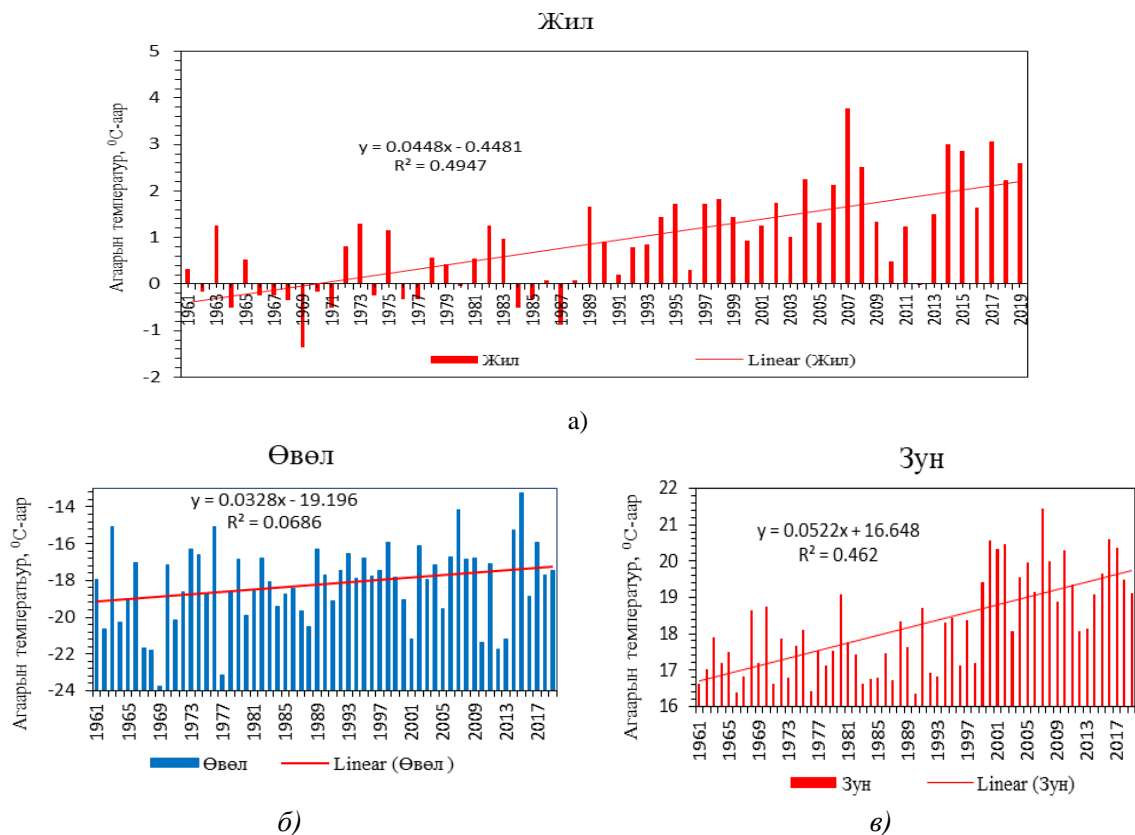 Жил
Агаарын температур, ⁰С-аар
5
4
3
2
1
0
-1
-2
y = 0.0448x - 0.4481
R² = 0.4947
1961 1963 1965 1967 1969 1971 1973 1975 1977 1979 1981 1983 1985 1987 1989 1991 1993 1995 1997 1999 2001 2003 2005 2007 2009 2011 2013 2015 2017 2019
Жил Linear (Жил)
а)
Өвөл
Агаарын температьур, ⁰С-аар
-14
-16
-18
-20
-22
-24
y = 0.0328x - 19.196
R² = 0.0686
1961 1965 1969 1973 1977 1981 1985 1989 1993 1997 2001 2005 2009 2013 2017
Өвөл Linear (Өвөл )
б)
Зун
Агаарын температур, ⁰С-аар
22
21
20
19
18
17
16
y = 0.0522x + 16.648
R² = 0.462
1961 1965 1969 1973 1977 1981 1985 1989 1993 1997 2001 2005 2009 2013 2017
Зун Linear (Зун)
в)